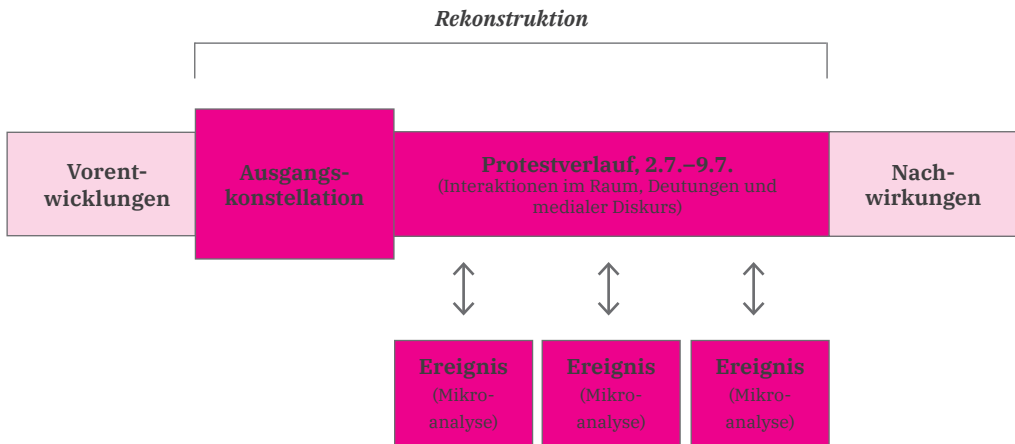 Rekonstruktion
Vorent-
wicklungen
Ausgangs-
konstellation
Protestverlauf, 2.7.–9.7.
(Interaktionen im Raum, Deutungen und
medialer Diskurs)
Nach-
wirkungen
Ereignis
(Mikro-
analyse)
Ereignis
(Mikro-
analyse)
Ereignis
(Mikro-
analyse)